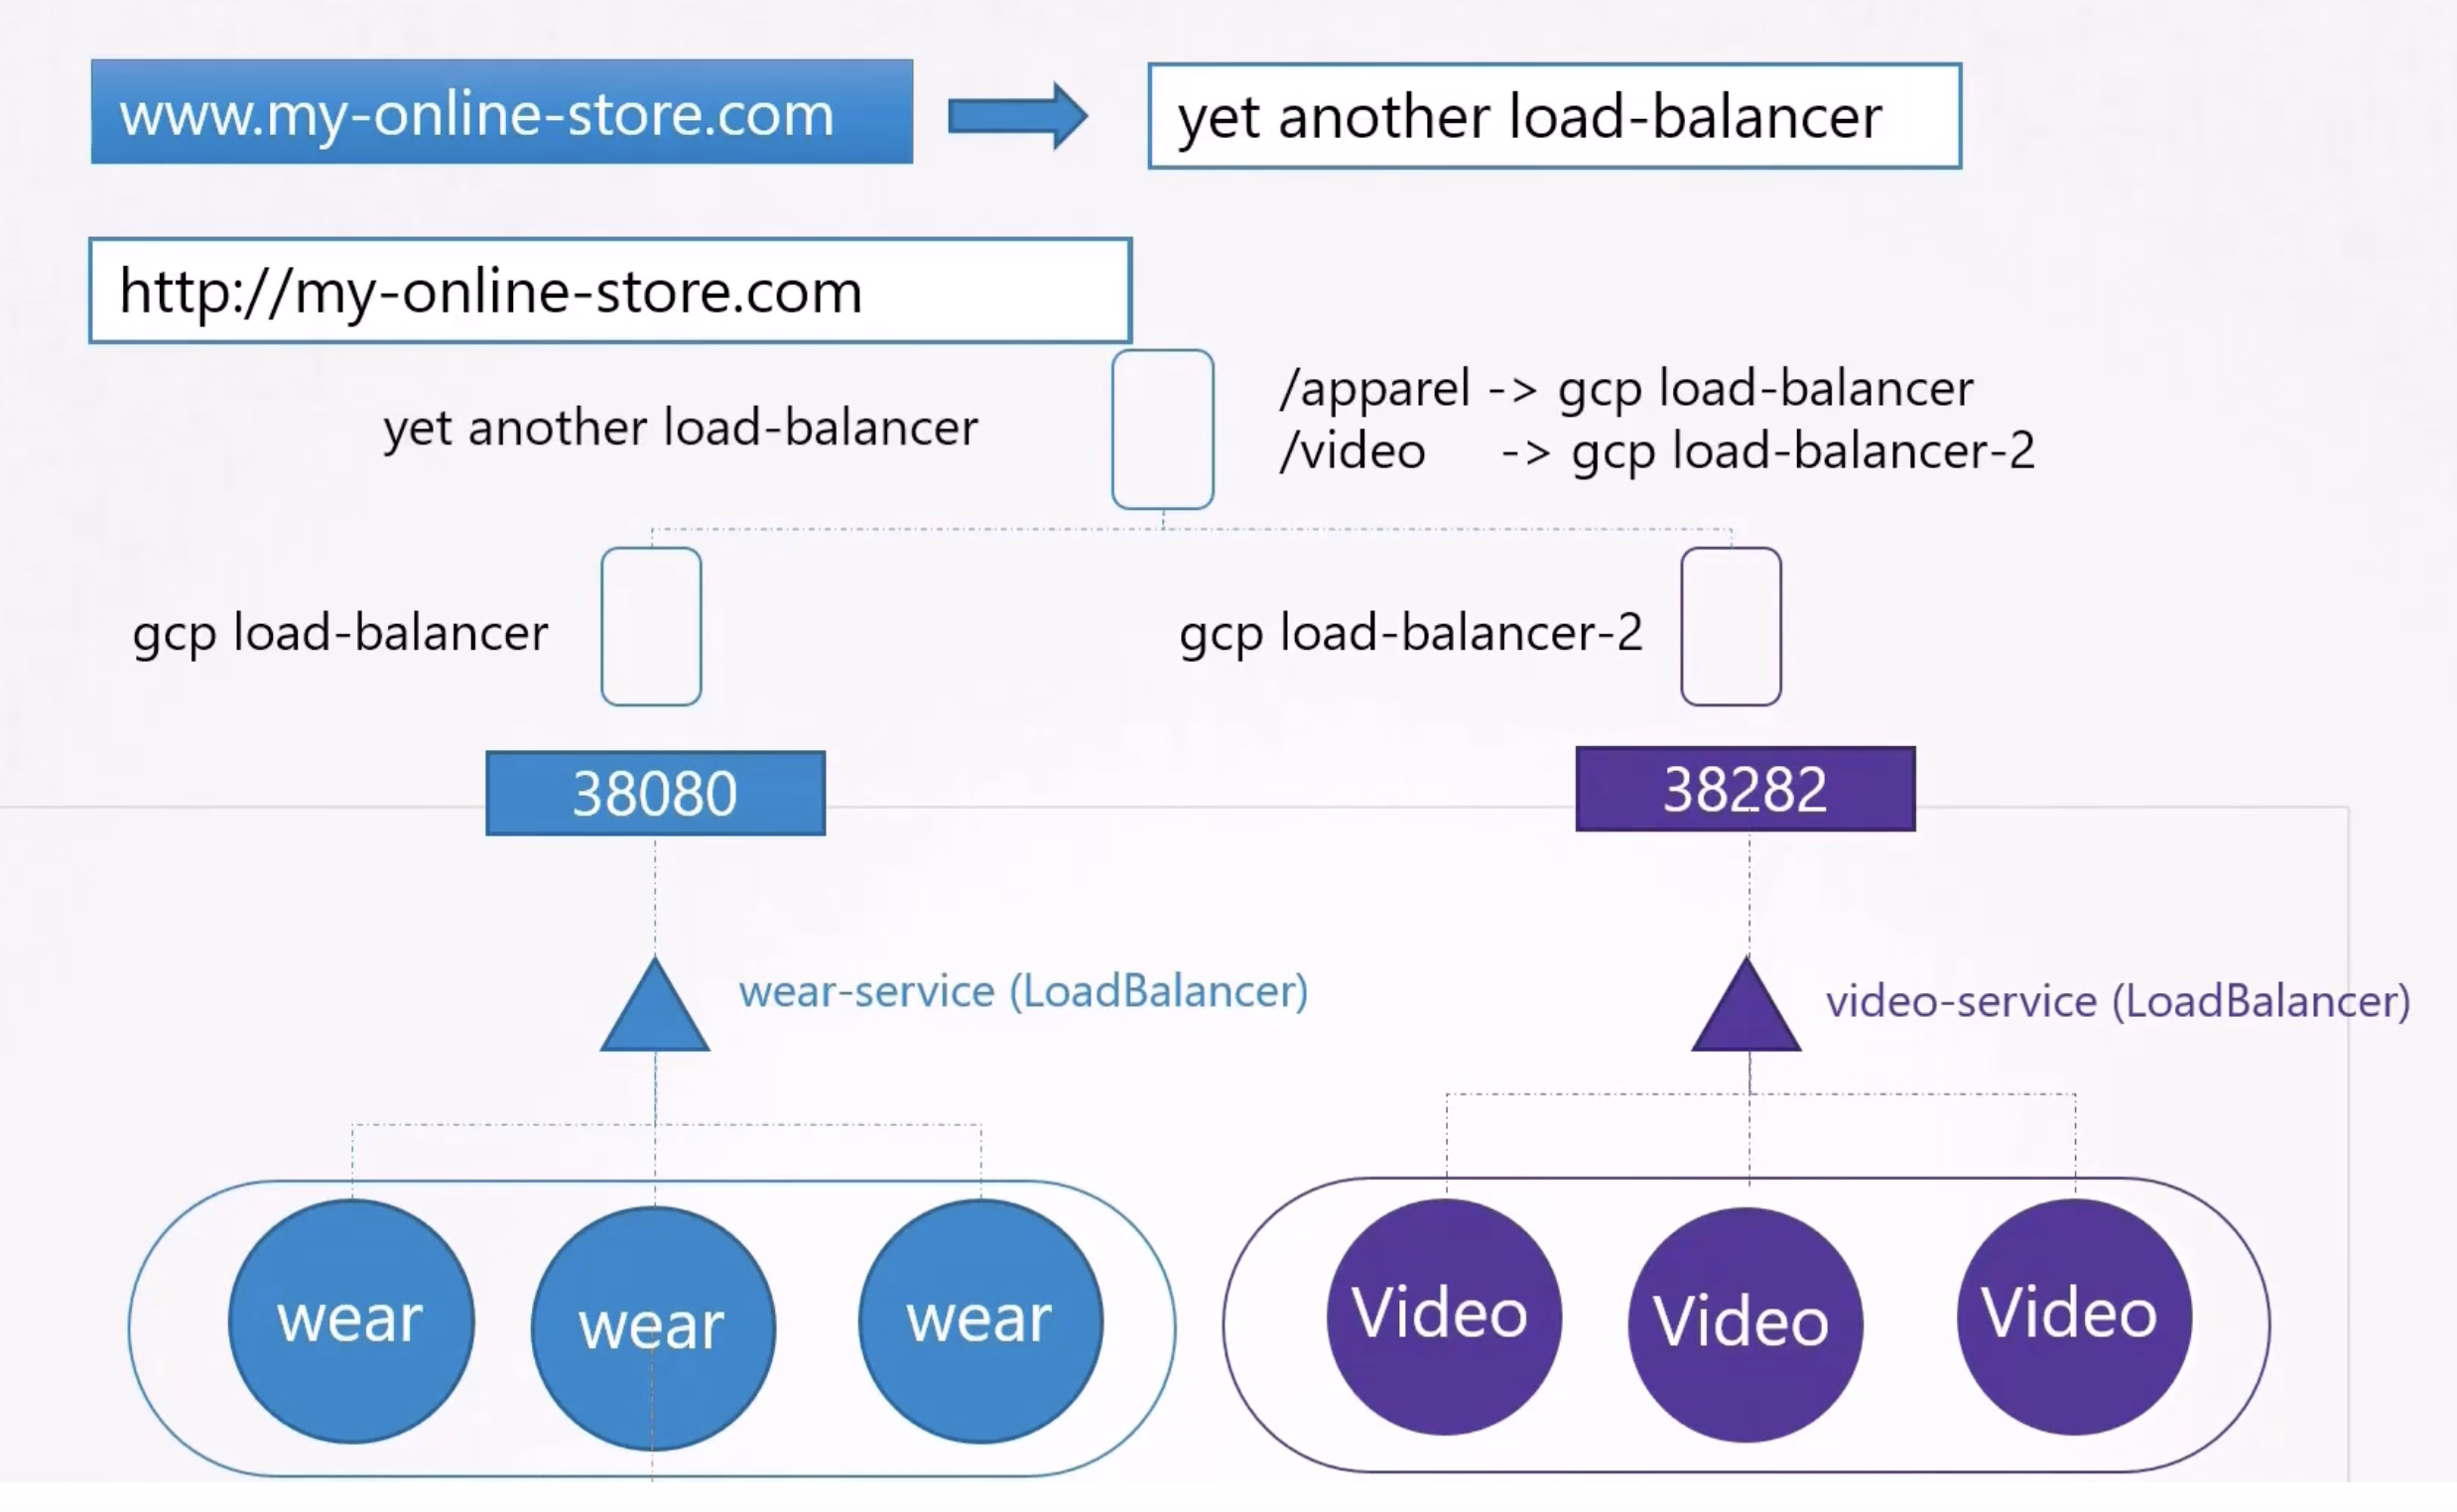 www.my-online-store.com
yet another load-balancer
http://my-online-store.com
yet another load-balancer
/apparel -> gcp load-balancer
/video -> gcp load-balancer-2
gcp load-balancer
gcp load-balancer-2
38080
38282
wear-service (LoadBalancer)
video-service (LoadBalancer)
wear
wear
wear
Video
Video
Video